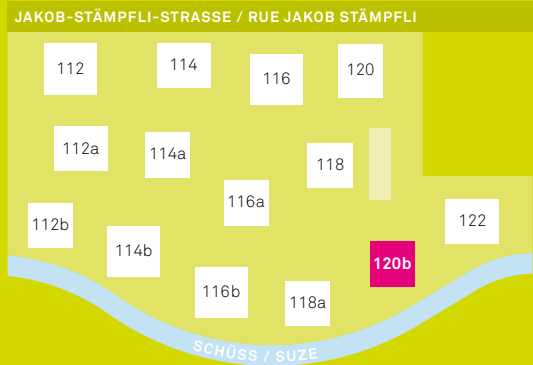 JAKOB-STÄMPFLI-STRASSE / RUE JAKOB STÄMPFLI
112
114
116
120
112a
114a
118
116a
112b
122
114b
120b
116b
118a
SCHÜSS / SUZE